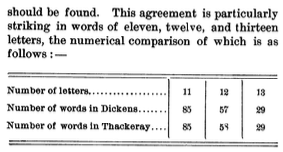 should be found. This agreement is particularly
striking in words of eleven, twelve, and thirteen
letters, the numerical comparison of which is as
follows:—
Number of letters.................. 11 12 13
Number of words in Dickens....... 85 57 29
Number of words in Thackeray.... 85 58 29